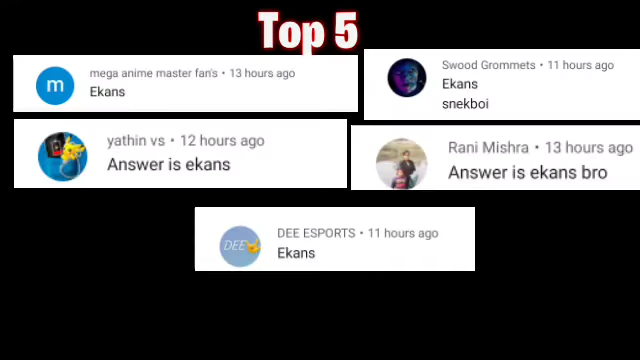 Top 5
m
mega anime master fan's • 13 hours ago
Ekans
Swood Grommets • 11 hours ago
Ekans
snekboi
yathin vs • 12 hours ago
Answer is ekans
Rani Mishra • 13 hours ago
Answer is ekans bro
DEE
DEE ESPORTS • 11 hours ago
Ekans